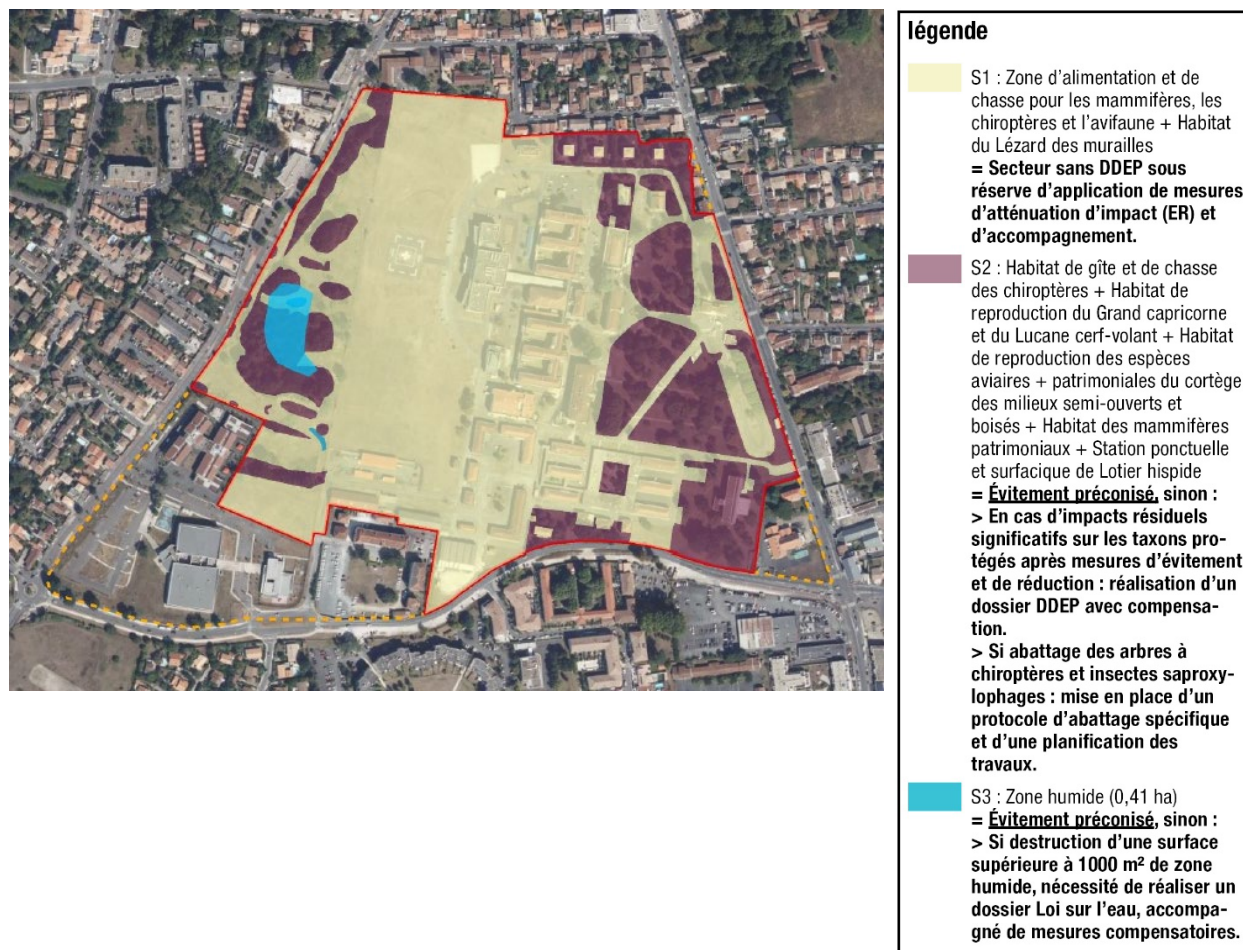 légende
S1 : Zone d’alimentation et de
chasse pour les mammifères, les
chiroptères et l’avifaune + Habitat
du Lézard des murailles
= Secteur sans DDEP sous
réserve d’application de mesures
d’atténuation d’impact (ER) et
d’accompagnement.
S2 : Habitat de gîte et de chasse
des chiroptères + Habitat de
reproduction du Grand capricorne
et du Lucane cerf-volant + Habitat
de reproduction des espèces
aviaires + patrimoniales du cortège
des milieux semi-ouverts et
boisés + Habitat des mammifères
patrimoniaux + Station ponctuelle
et surfacique de Lotier hispide
= Évitement préconisé, sinon :
> En cas d’impacts résiduels
significatifs sur les taxons pro-
tégés après mesures d’évitement
et de réduction : réalisation d’un
dossier DDEP avec compensa-
tion.
> Si abattage des arbres à
chiroptères et insectes saproxy-
lophages : mise en place d’un
protocole d’abattage spécifique
et d’une planification des
travaux.
S3 : Zone humide (0,41 ha)
= Évitement préconisé, sinon :
> Si destruction d’une surface
supérieure à 1000 m² de zone
humide, nécessité de réaliser un
dossier Loi sur l’eau, accompa-
gné de mesures compensatoires.